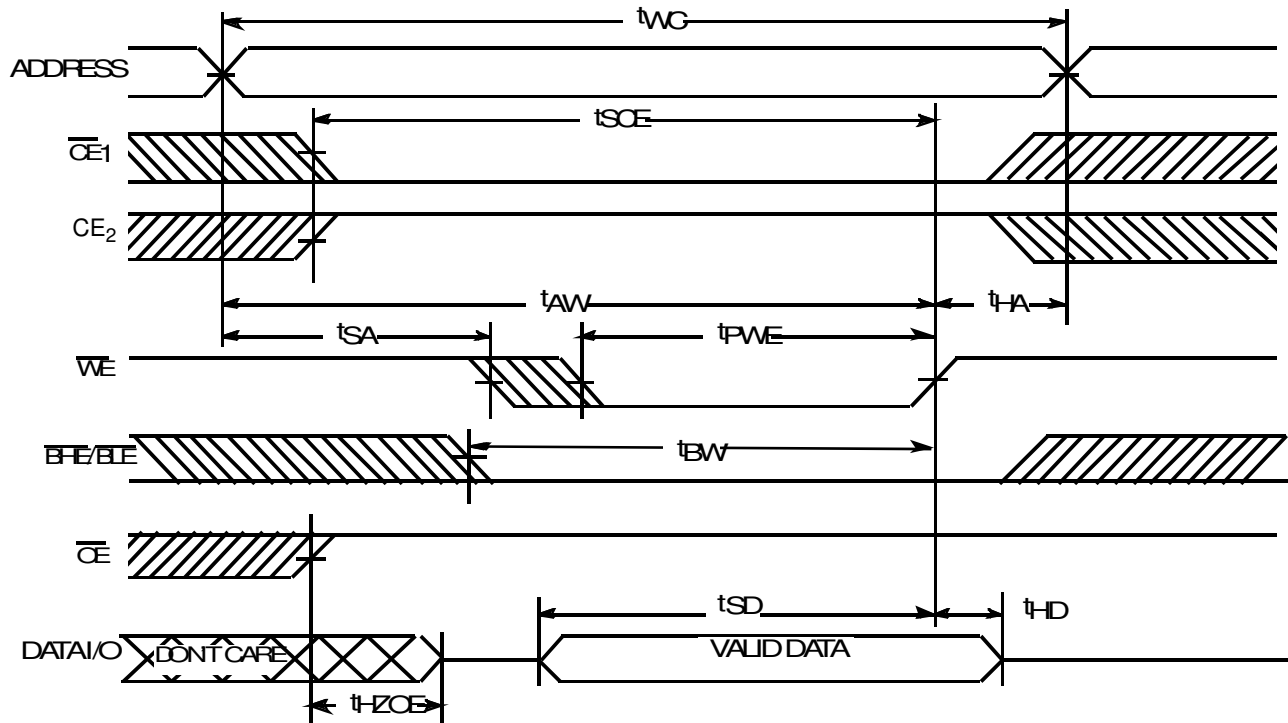 tWC
ADDRESS
tSCE
CE1
CE2
tAW
tHA
tSA
tPWE
WE
BHE/BLE
tBW
OE
tSD
tHD
DATA I/O
DON'T CARE
VALID DATA
tHZOE